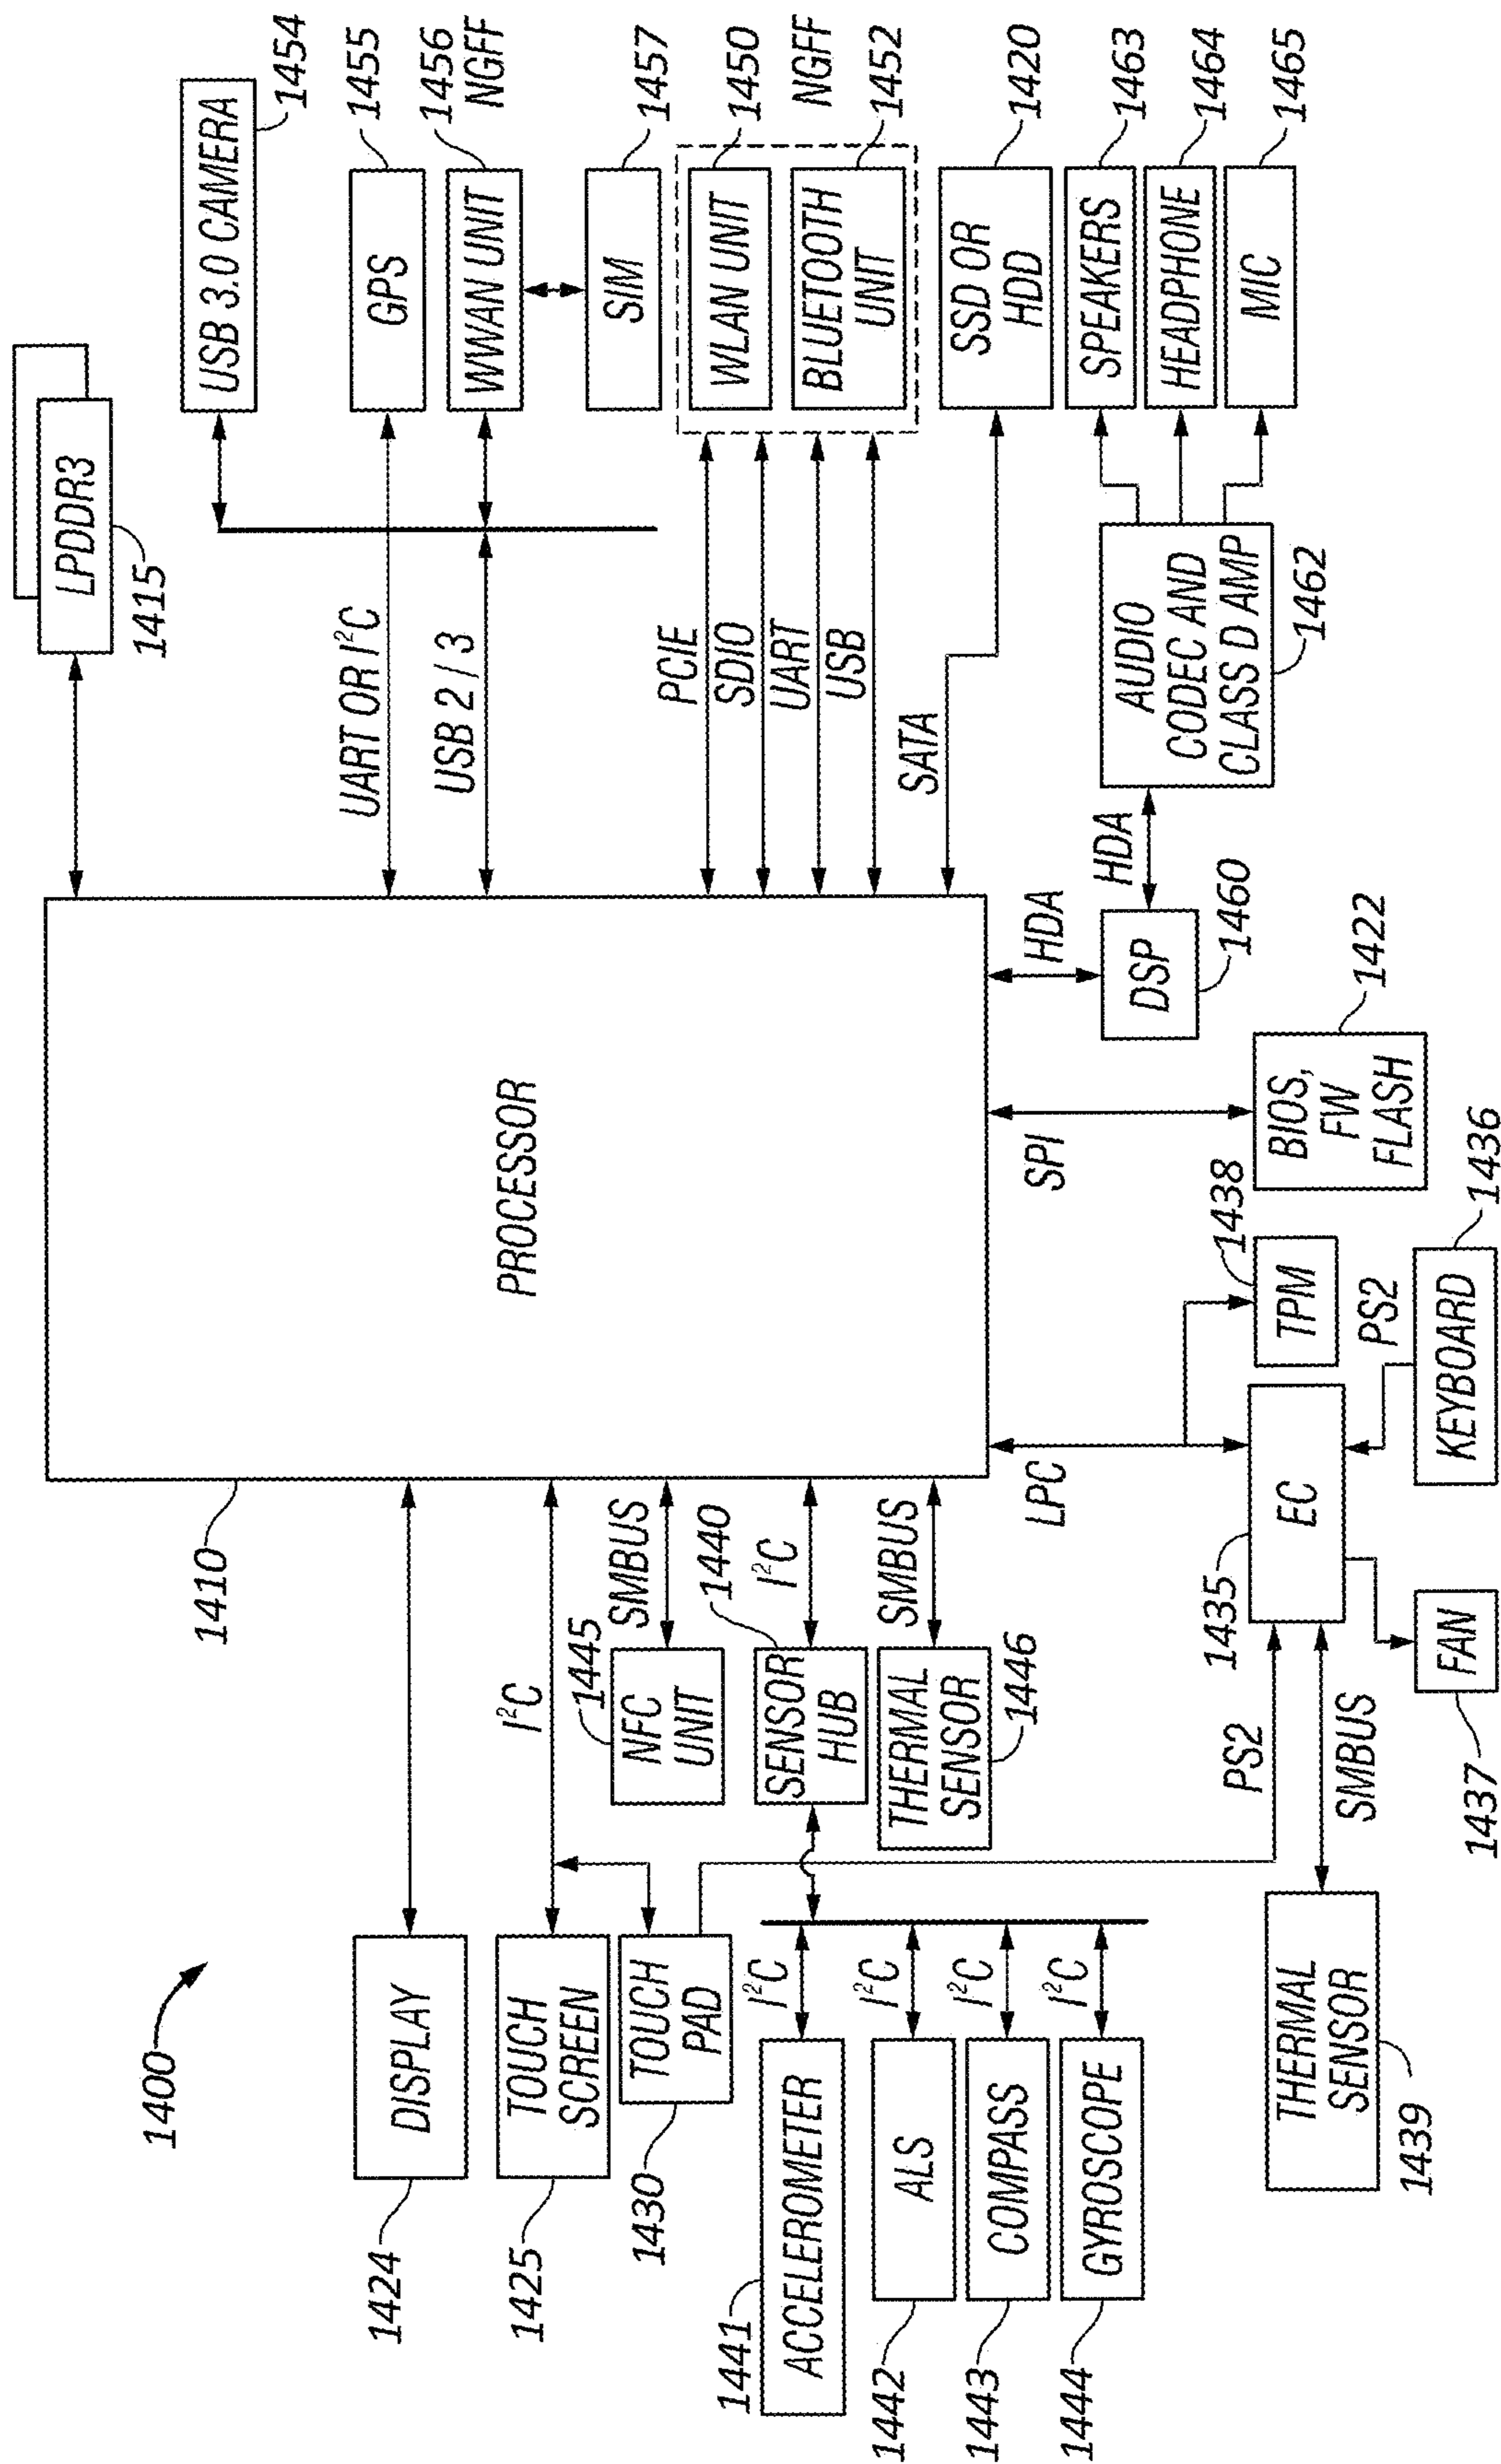 1400
LPDDR3
1415
DISPLAY
1424
1410
PROCESSOR
USB 3.0 CAMERA
1454
TOUCH
SCREEN
1425
I²C
UART OR I²C
GPS
1455
TOUCH
PAD
1430
NFC
UNIT
1445
SMBUS
USB 2 / 3
WWAN UNIT
1456
NGFF
SIM
1457
SENSOR
HUB
1440
I²C
PCIE
SDIO
UART
USB
WLAN UNIT
1450
NGFF
BLUETOOTH
UNIT
1452
ACCELEROMETER
1441
I²C
THERMAL
SENSOR
1446
SMBUS
SATA
SSD OR
HDD
1420
ALS
1442
I²C
COMPASS
1443
I²C
GYROSCOPE
1444
I²C
LPC
SPI
HDA
DSP
1460
HDA
AUDIO
CODEC AND
CLASS D AMP
1462
SPEAKERS
1463
HEADPHONE
1464
MIC
1465
THERMAL
SENSOR
1439
PS2
SMBUS
1435
EC
TPM
1438
BIOS,
FW
FLASH
1422
FAN
1437
PS2
KEYBOARD
1436